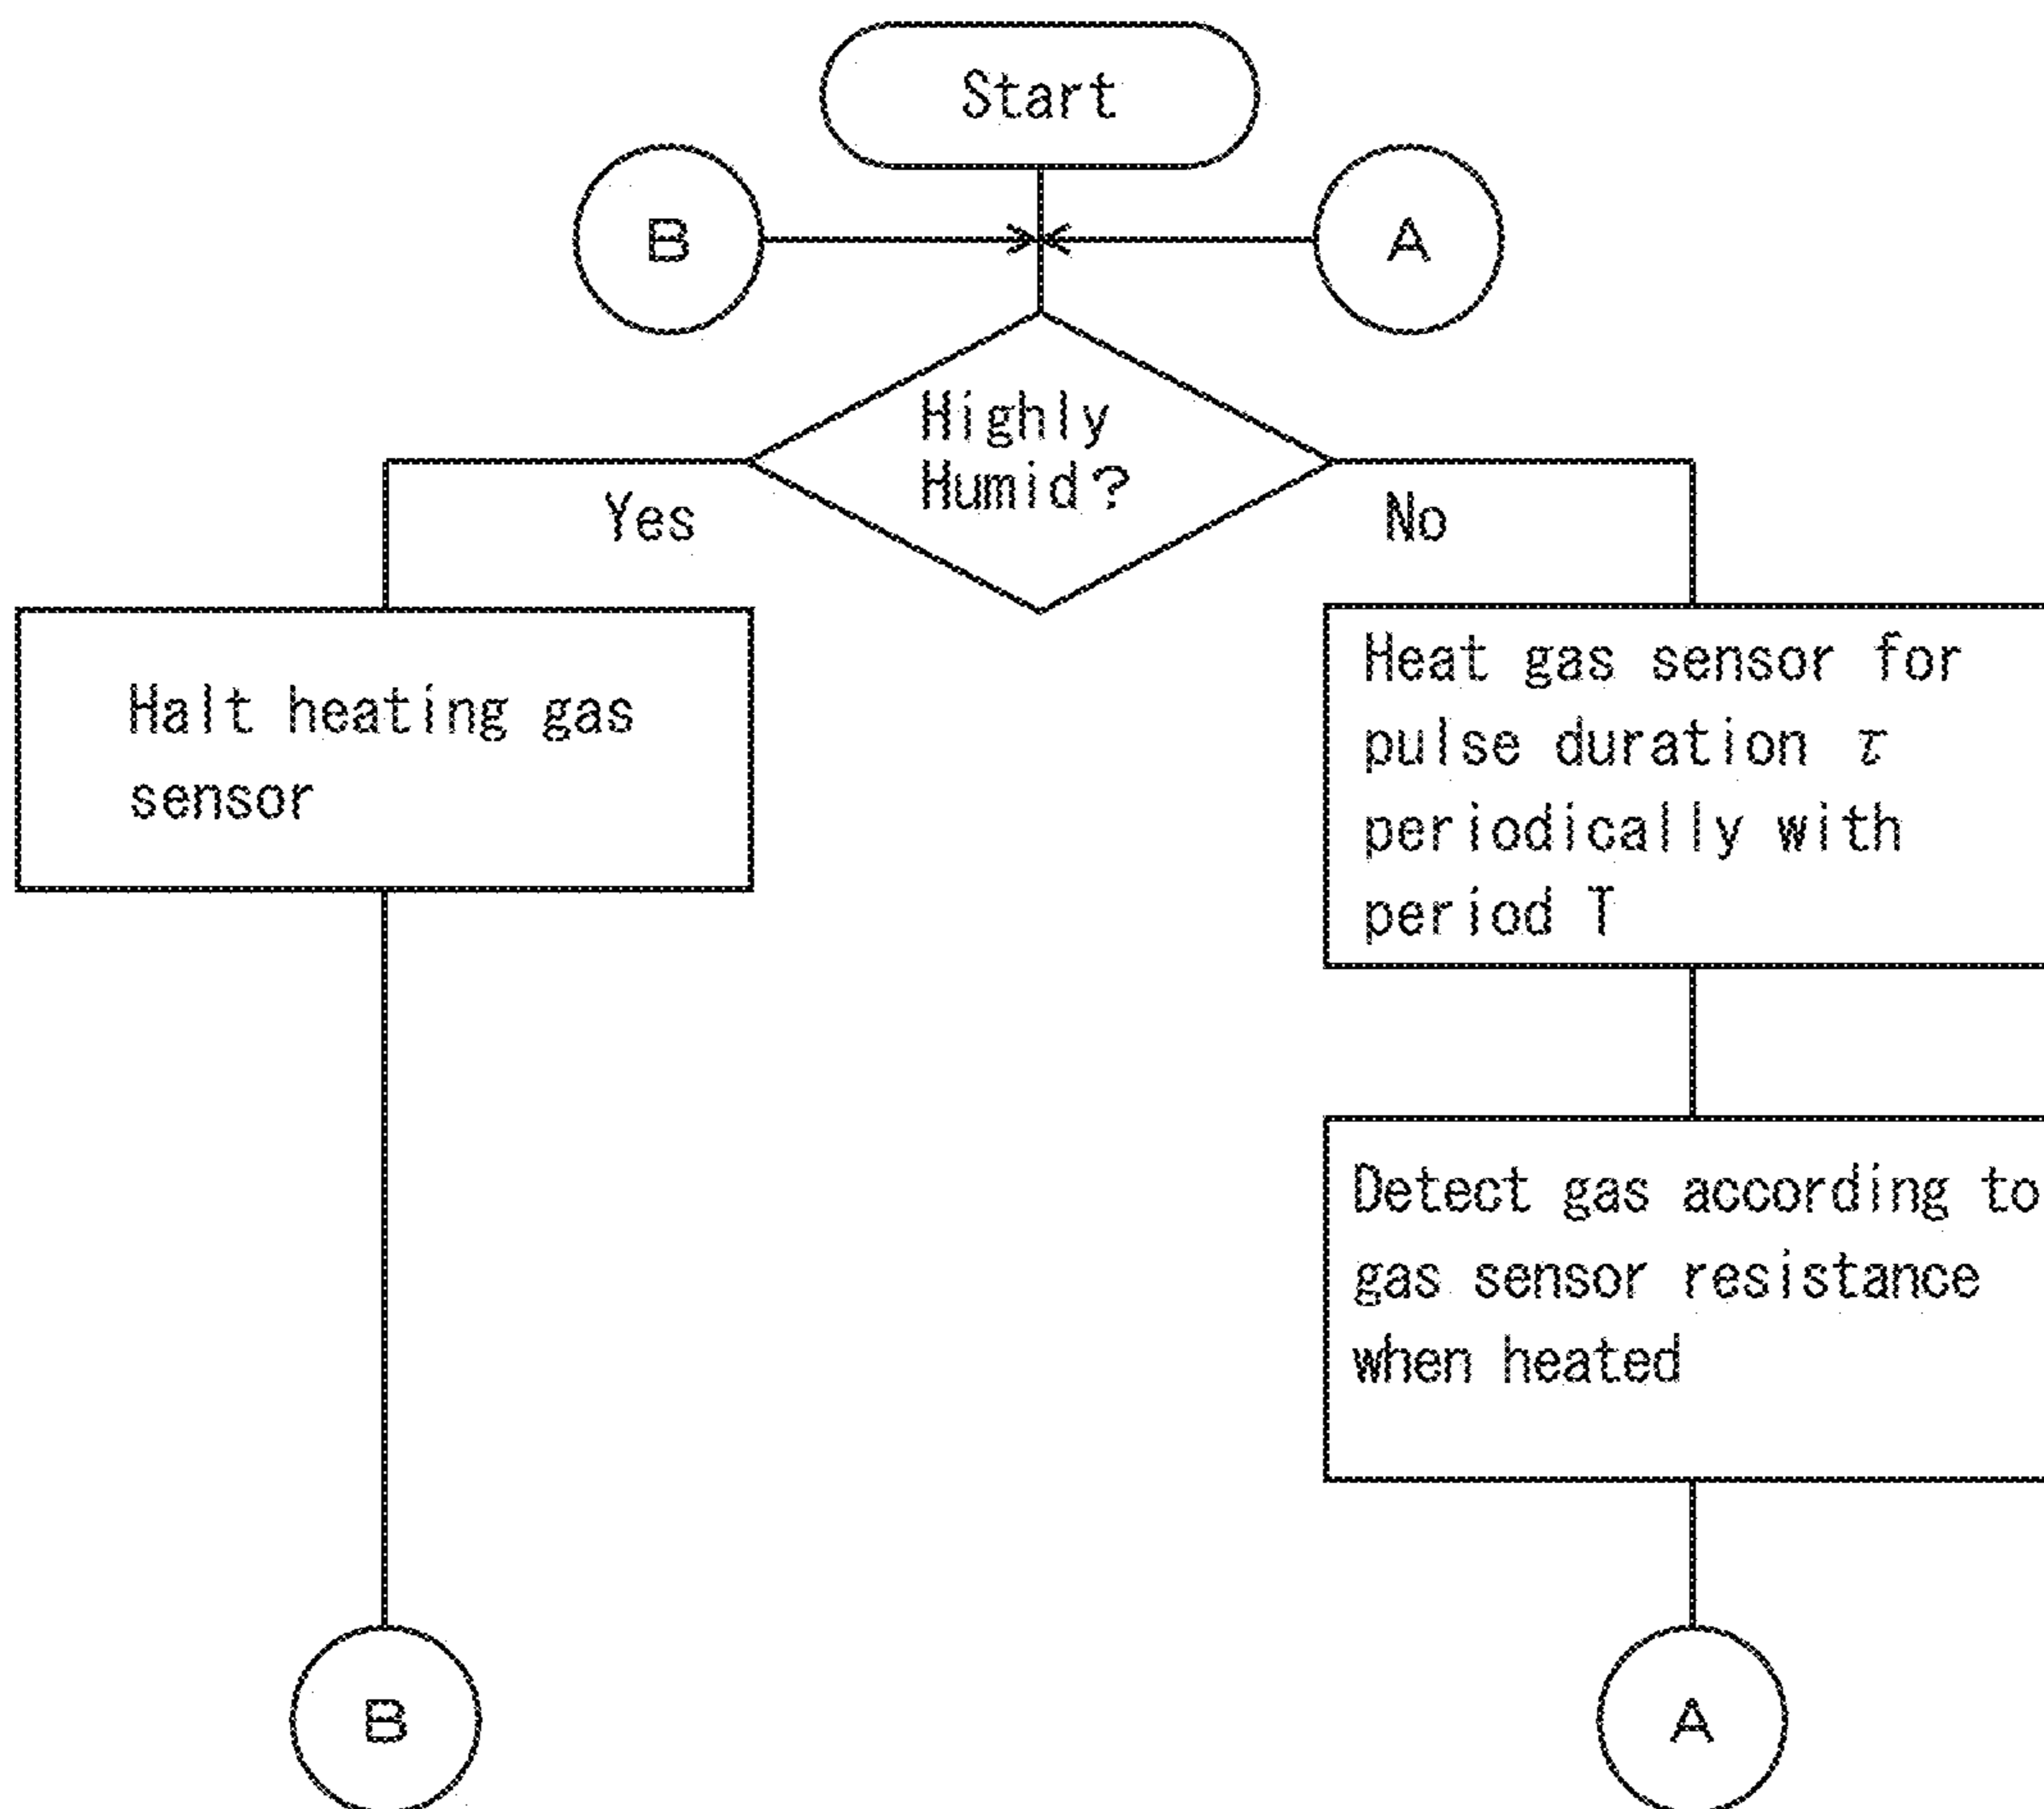 Start
B
A
Highly
Humid?
Yes
No
Halt heating gas
sensor
Heat gas sensor for
pulse duration τ
periodically with
period T
Detect gas according to
gas sensor resistance
when heated
B
A